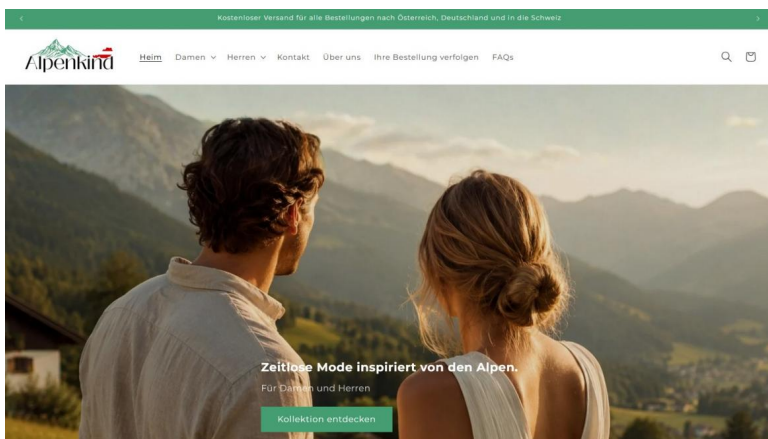 Kostenloser Versand für alle Bestellungen nach Österreich, Deutschland und in die Schweiz
Alpenkind
Heim Damen Herren Kontakt Über uns Ihre Bestellung verfolgen FAQs
Zeitlose Mode inspiriert von den Alpen.
Für Damen und Herren
Kollektion entdecken